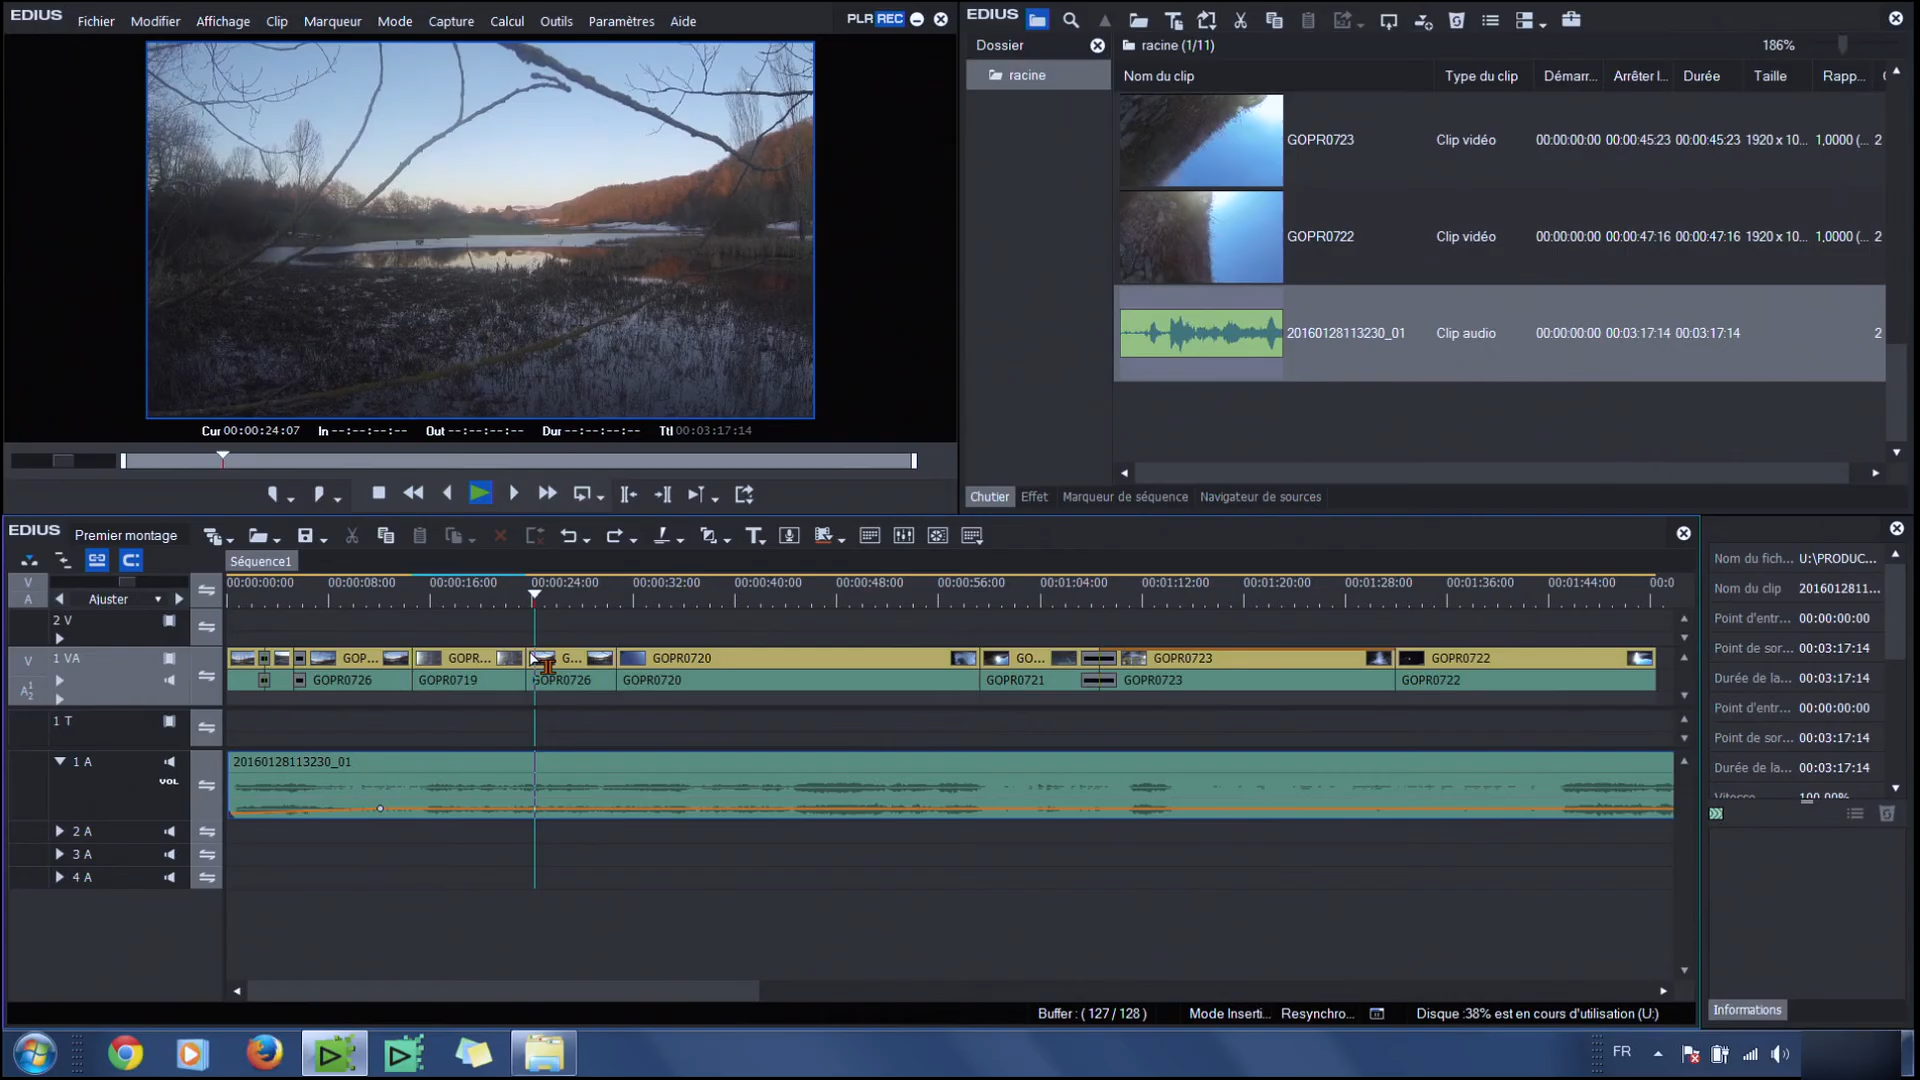 EDIUS Fichier Modifier Affichage Clip Marqueur Mode Capture Calcul Outils Paramètres Aide PLR REC
Cur 00:00:24:07 In --:--:--:-- Out --:--:--:-- Dur --:--:--:-- Ttl 00:03:17:14
EDIUS
Dossier racine (1/11) 186%
racine
Nom du clip Type du clip Démarr... Arrêter l... Durée Taille Rapp...
GOPR0723 Clip vidéo 00:00:00:00 00:00:45:23 00:00:45:23 1920 x 10... 1,0000 (... 2
GOPR0722 Clip vidéo 00:00:00:00 00:00:47:16 00:00:47:16 1920 x 10... 1,0000 (... 2
20160128113230_01 Clip audio 00:00:00:00 00:03:17:14 00:03:17:14 2
Chutier Effet Marqueur de séquence Navigateur de sources
EDIUS Premier montage
Séquence1
V
A
Ajuster
00:00:00:00 00:00:08:00 00:00:16:00 00:00:24:00 00:00:32:00 00:00:40:00 00:00:48:00 00:00:56:00 00:01:04:00 00:01:12:00 00:01:20:00 00:01:28:00 00:01:36:00 00:01:44:00 00:0
2 V
V 1 VA GOP... GOPR... G... GOPR0720 GO... GOPR0723 GOPR0722
A12 GOPR0726 GOPR0719 GOPR0726 GOPR0720 GOPR0721 GOPR0723 GOPR0722
1 T
1 A 20160128113230_01
VOL
2 A
3 A
4 A
Buffer : ( 127 / 128 ) Mode Inserti... Resynchro... Disque :38% est en cours d'utilisation (U:)
Nom du fich... U:\PRODUC...
Nom du clip 2016012811...
Point d'entr... 00:00:00:00
Point de sor... 00:03:17:14
Durée de la... 00:03:17:14
Point d'entr... 00:00:00:00
Point de sor... 00:03:17:14
Durée de la... 00:03:17:14
Vitesse 100.00%
Informations
FR